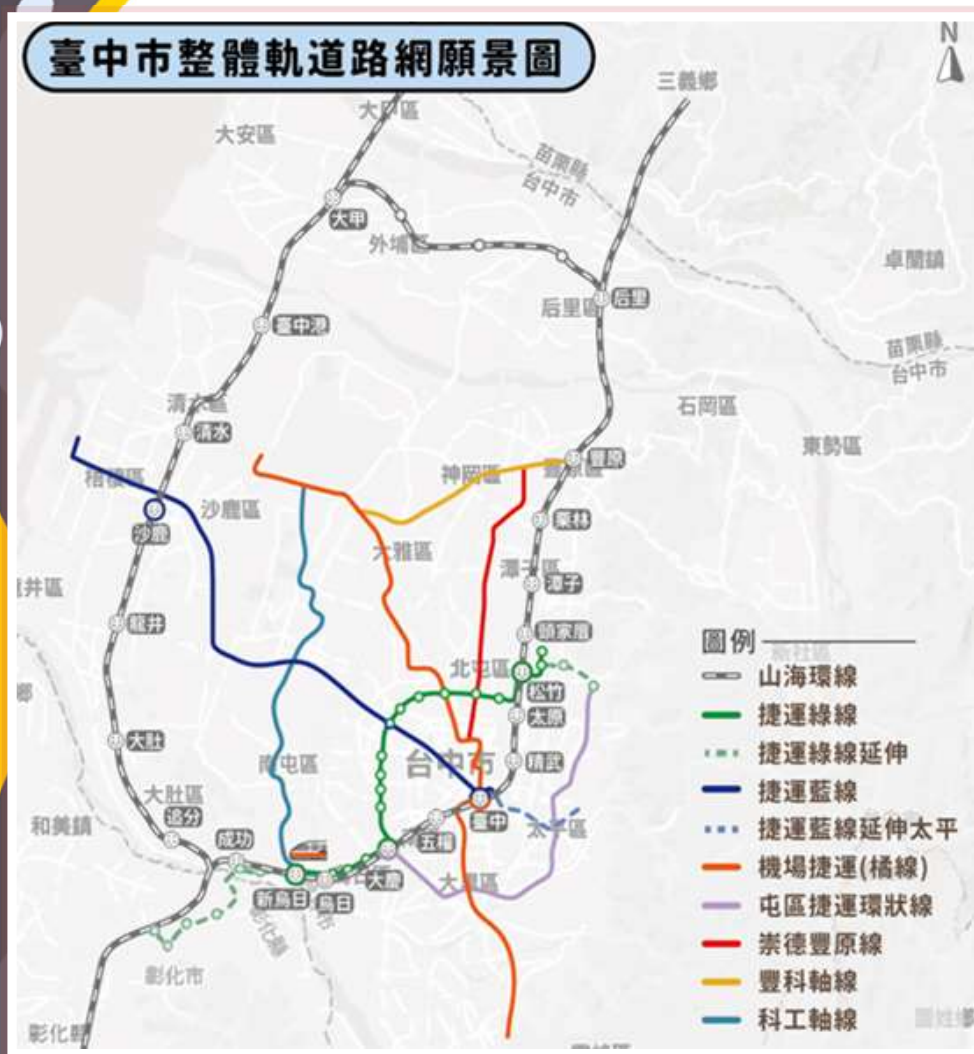 臺中市整體軌道路網願景圖
N
三義鄉
大甲區
大安區
苗栗縣
台中市
大甲
外埔區
卓蘭鎮
后里區
后里
臺中港
苗栗縣
台中市
石岡區
清水區
清水
東勢區
豐原
神岡區
梧棲區
沙鹿區
沙鹿
栗林
大雅區
潭子區
潭子
龍井
頭家厝
北屯區
松竹
太原
大肚
南屯區
台中市
精武
大肚區
追分
和美鎮
成功
臺中
太平區
五權
大慶
大里區
新烏日
烏日
彰化縣
彰化市
彰化縣
圖例
新社區
山海環線
捷運綠線
捷運綠線延伸
捷運藍線
捷運藍線延伸太平
機場捷運(橘線)
屯區捷運環狀線
崇德豐原線
豐科軸線
科工軸線